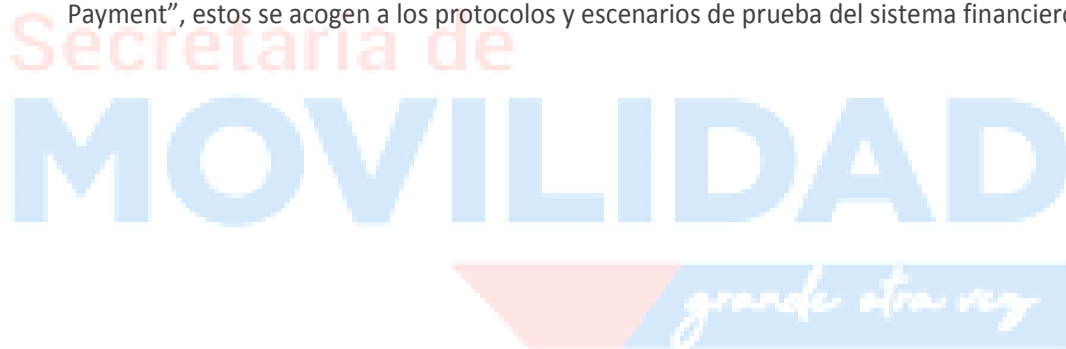 Payment”, estos se acogen a los protocolos y escenarios de prueba del sistema financiero
Secretaría de
MOVILIDAD
grande otra vez